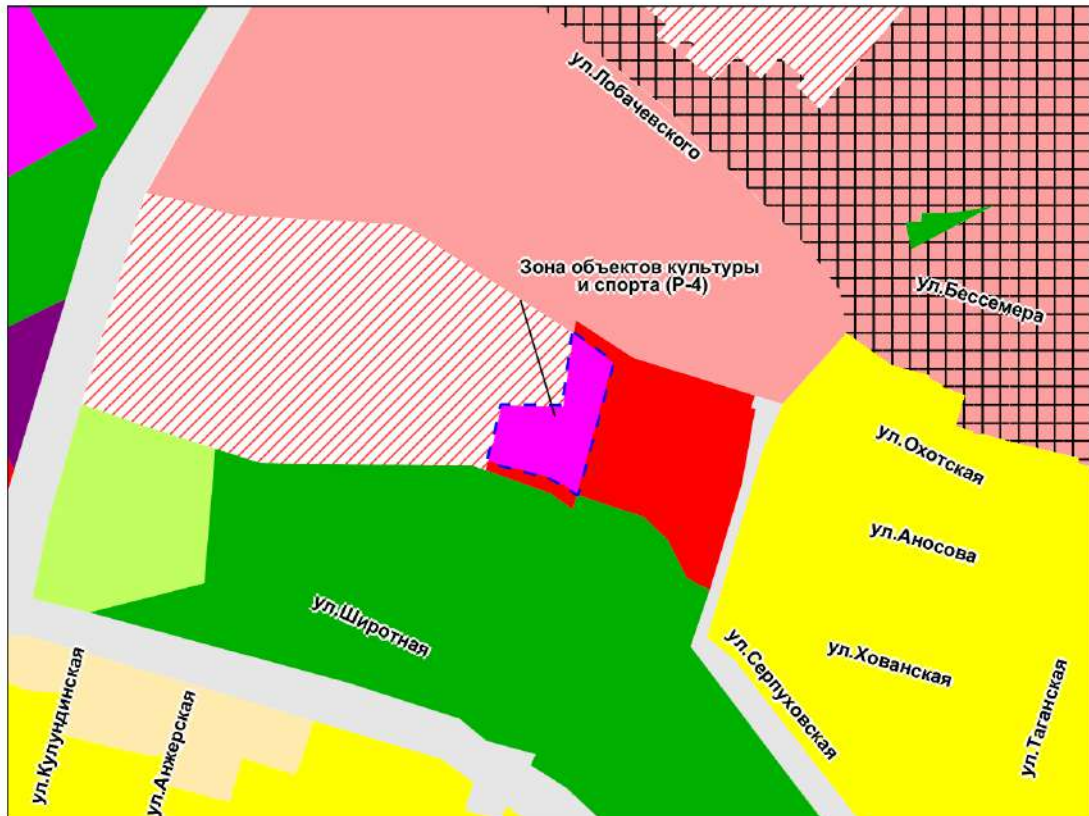 ул.Лобачевского
Зона объектов культуры
и спорта (Р-4)
ул.Бессемера
ул.Охотская
ул.Аносова
ул.Широтная
ул.Хованская
ул.Серпуховская
ул.Таганская
ул.Кулундинская
ул.Анжерская